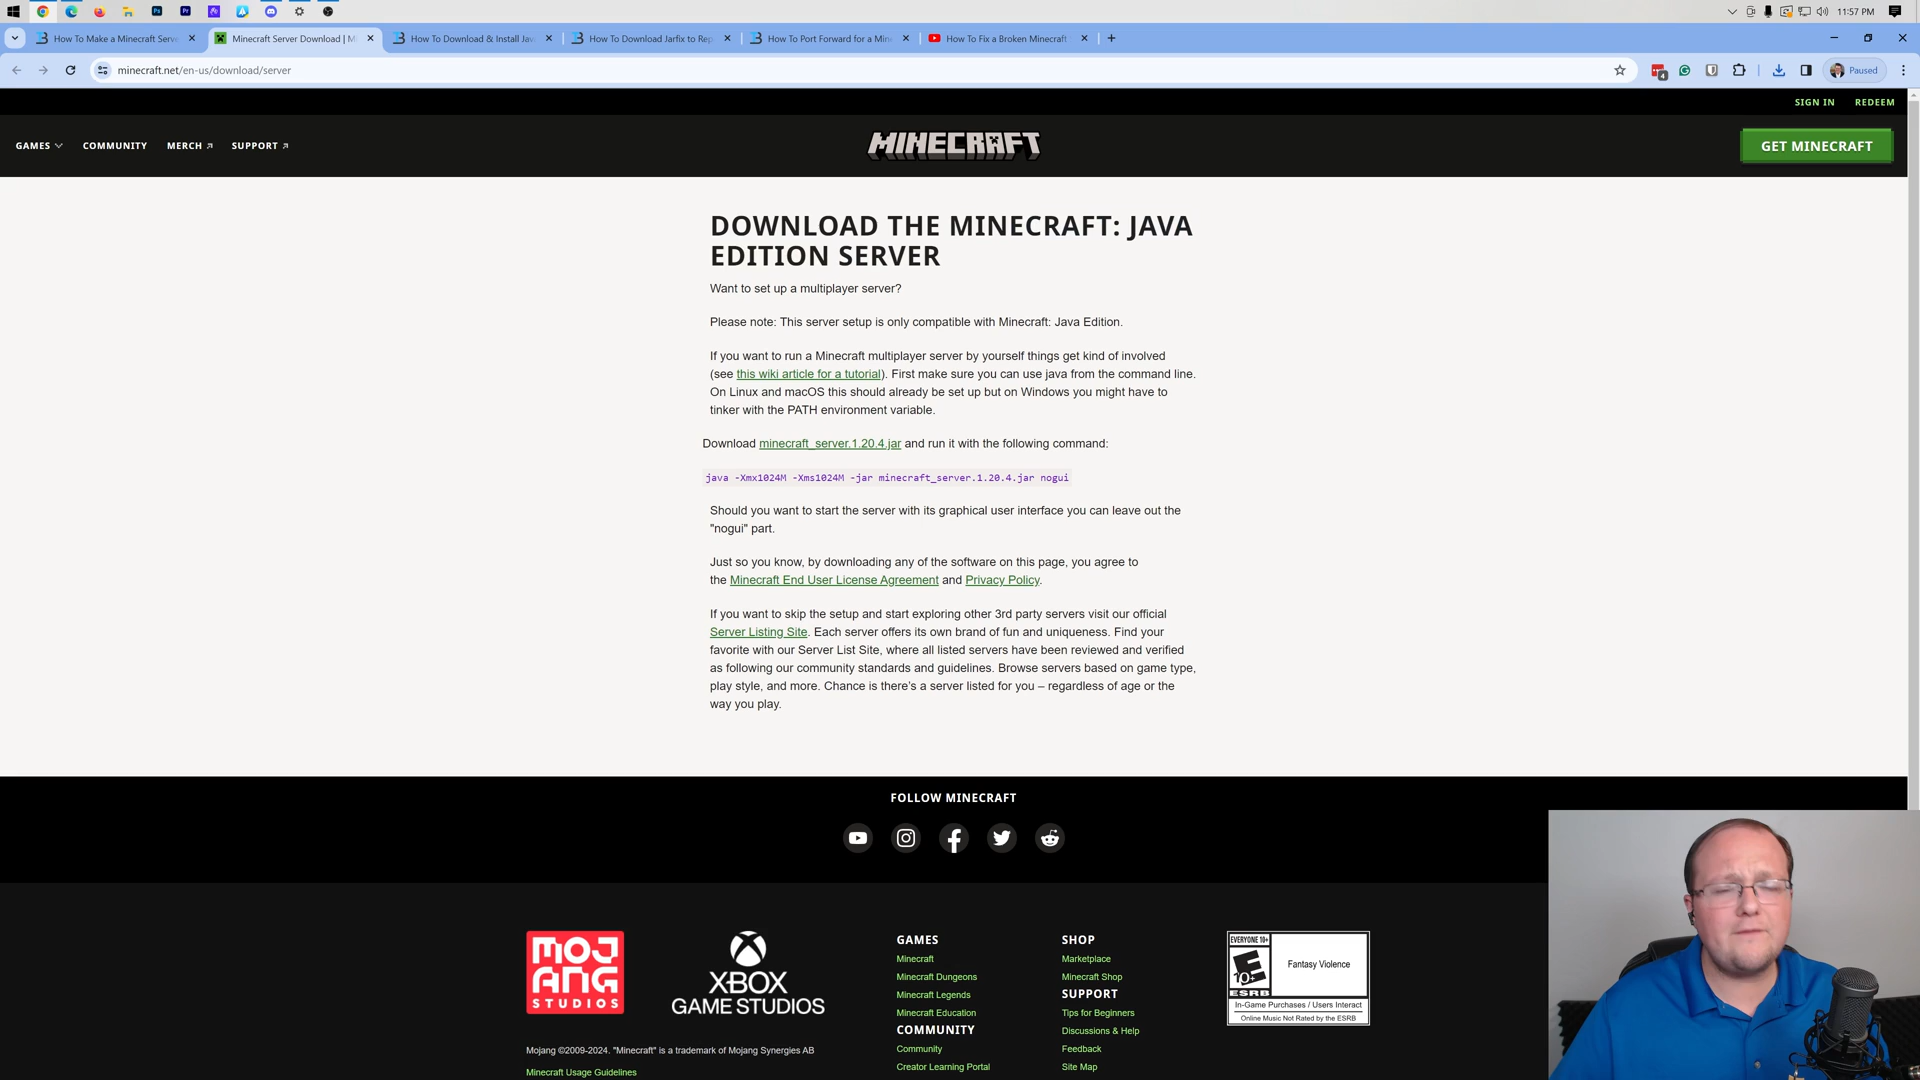 11:57 PM
How To Make a Minecraft Serve
Minecraft Server Download | M
How To Download & Install Jav
How To Download Jarfix to Rep
How To Port Forward for a Min
How To Fix a Broken Minecraft
minecraft.net/en-us/download/server
4
Paused
SIGN IN
REDEEM
GAMES
COMMUNITY
MERCH
SUPPORT
MINECRAFT
GET MINECRAFT
DOWNLOAD THE MINECRAFT: JAVA
EDITION SERVER
Want to set up a multiplayer server?
Please note: This server setup is only compatible with Minecraft: Java Edition.
If you want to run a Minecraft multiplayer server by yourself things get kind of involved
(see this wiki article for a tutorial). First make sure you can use java from the command line.
On Linux and macOS this should already be set up but on Windows you might have to
tinker with the PATH environment variable.
Download minecraft_server.1.20.4.jar and run it with the following command:
java -Xmx1024M -Xms1024M -jar minecraft_server.1.20.4.jar nogui
Should you want to start the server with its graphical user interface you can leave out the
"nogui" part.
Just so you know, by downloading any of the software on this page, you agree to
the Minecraft End User License Agreement and Privacy Policy.
If you want to skip the setup and start exploring other 3rd party servers visit our official
Server Listing Site. Each server offers its own brand of fun and uniqueness. Find your
favorite with our Server List Site, where all listed servers have been reviewed and verified
as following our community standards and guidelines. Browse servers based on game type,
play style, and more. Chance is there's a server listed for you – regardless of age or the
way you play.
FOLLOW MINECRAFT
MOJ
ANG
STUDIOS
XBOX
GAME STUDIOS
Mojang ©2009-2024. "Minecraft" is a trademark of Mojang Synergies AB
Minecraft Usage Guidelines
GAMES
Minecraft
Minecraft Dungeons
Minecraft Legends
Minecraft Education
COMMUNITY
Community
Creator Learning Portal
SHOP
Marketplace
Minecraft Shop
SUPPORT
Tips for Beginners
Discussions & Help
Feedback
Site Map
EVERYONE 10+
E
10+
ESRB
Fantasy Violence
In-Game Purchases / Users Interact
Online Music Not Rated by the ESRB